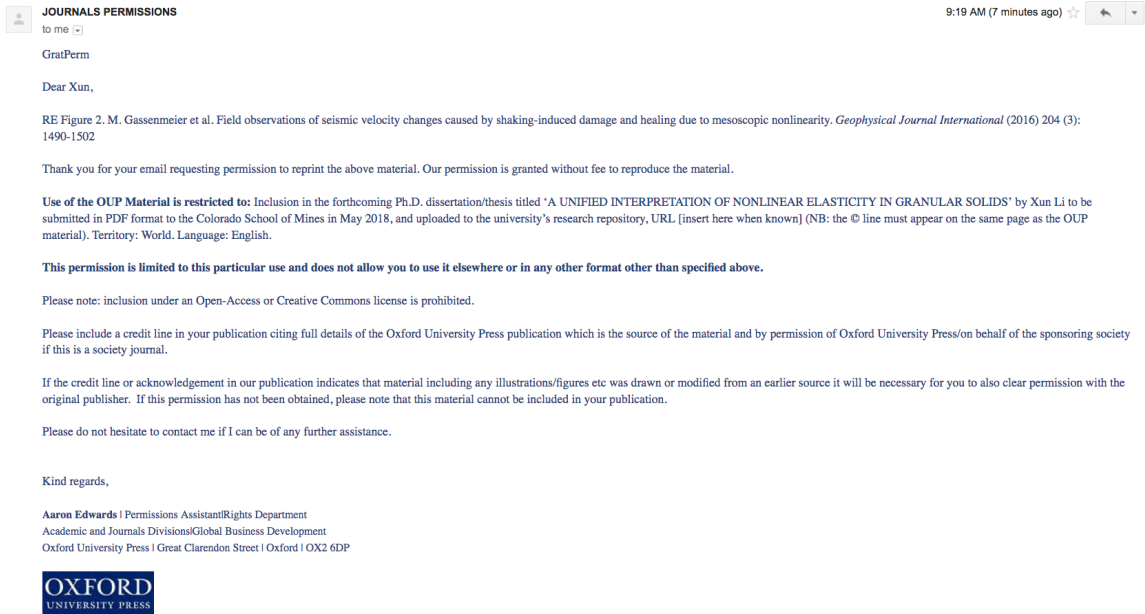 JOURNALS PERMISSIONS
9:19 AM (7 minutes ago)
to me
GratPerm
Dear Xun,
RE Figure 2. M. Gassenmeier et al. Field observations of seismic velocity changes caused by shaking-induced damage and healing due to mesoscopic nonlinearity. Geophysical Journal International (2016) 204 (3):
1490-1502
Thank you for your email requesting permission to reprint the above material. Our permission is granted without fee to reproduce the material.
Use of the OUP Material is restricted to: Inclusion in the forthcoming Ph.D. dissertation/thesis titled ‘A UNIFIED INTERPRETATION OF NONLINEAR ELASTICITY IN GRANULAR SOLIDS’ by Xun Li to be
submitted in PDF format to the Colorado School of Mines in May 2018, and uploaded to the university’s research repository, URL [insert here when known] (NB: the © line must appear on the same page as the OUP
material). Territory: World. Language: English.
This permission is limited to this particular use and does not allow you to use it elsewhere or in any other format other than specified above.
Please note: inclusion under an Open-Access or Creative Commons license is prohibited.
Please include a credit line in your publication citing full details of the Oxford University Press publication which is the source of the material and by permission of Oxford University Press/on behalf of the sponsoring society
if this is a society journal.
If the credit line or acknowledgement in our publication indicates that material including any illustrations/figures etc was drawn or modified from an earlier source it will be necessary for you to also clear permission with the
original publisher.  If this permission has not been obtained, please note that this material cannot be included in your publication.
Please do not hesitate to contact me if I can be of any further assistance.
Kind regards,
Aaron Edwards | Permissions Assistant|Rights Department
Academic and Journals Divisions|Global Business Development
Oxford University Press | Great Clarendon Street | Oxford | OX2 6DP
OXFORD
UNIVERSITY PRESS